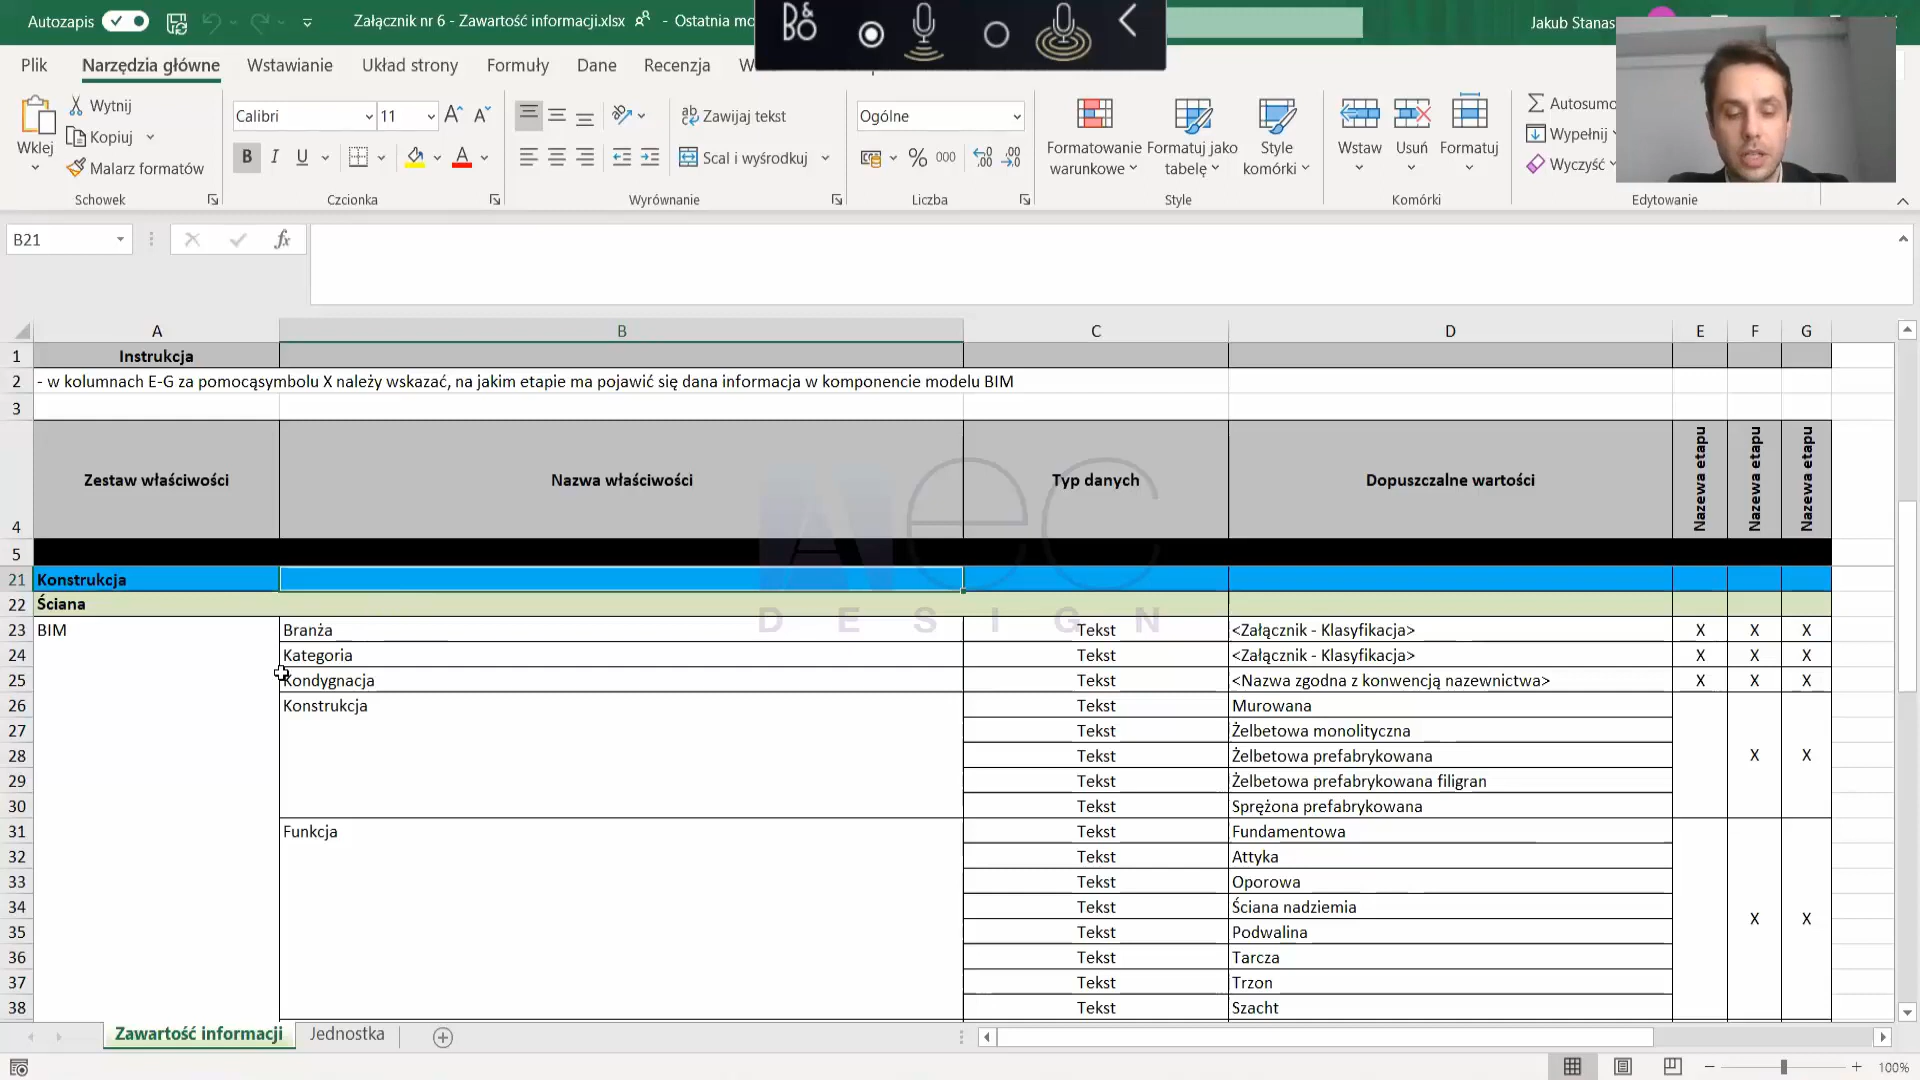 Autozapis
Załącznik nr 6 - Zawartość informacji.xlsx - Ostatnia mo
B&O
Jakub Stanas
Plik Narzędzia główne Wstawianie Układ strony Formuły Dane Recenzja W
Wklej
Wytnij
Kopiuj
Malarz formatów
Schowek
Calibri 11
B I U A
Czcionka
Zawijaj tekst
Scal i wyśrodkuj
Wyrównanie
Ogólne
% 000
Liczba
Formatowanie warunkowe
Formatuj jako tabelę
Style komórki
Style
Wstaw Usuń Formatuj
Komórki
Autosumo
Wypełnij
Wyczyść
Edytowanie
B21 fx
A B C D E F G
1 Instrukcja
2 - w kolumnach E-G za pomocąsymbolu X należy wskazać, na jakim etapie ma pojawić się dana informacja w komponencie modelu BIM
3
4 Zestaw właściwości Nazwa właściwości Typ danych Dopuszczalne wartości Nazewa etapu Nazewa etapu Nazewa etapu
5
21 Konstrukcja
22 Ściana
23 BIM Branża Tekst <Załącznik - Klasyfikacja> X X X
24 Kategoria Tekst <Załącznik - Klasyfikacja> X X X
25 Kondygnacja Tekst <Nazwa zgodna z konwencją nazewnictwa> X X X
26 Konstrukcja Tekst Murowana
27 Tekst Żelbetowa monolityczna
28 Tekst Żelbetowa prefabrykowana X X
29 Tekst Żelbetowa prefabrykowana filigran
30 Tekst Sprężona prefabrykowana
31 Funkcja Tekst Fundamentowa
32 Tekst Attyka
33 Tekst Oporowa
34 Tekst Ściana nadziemia
35 Tekst Podwalina X X
36 Tekst Tarcza
37 Tekst Trzon
38 Tekst Szacht
AEC
DESIGN
Zawartość informacji Jednostka
100%